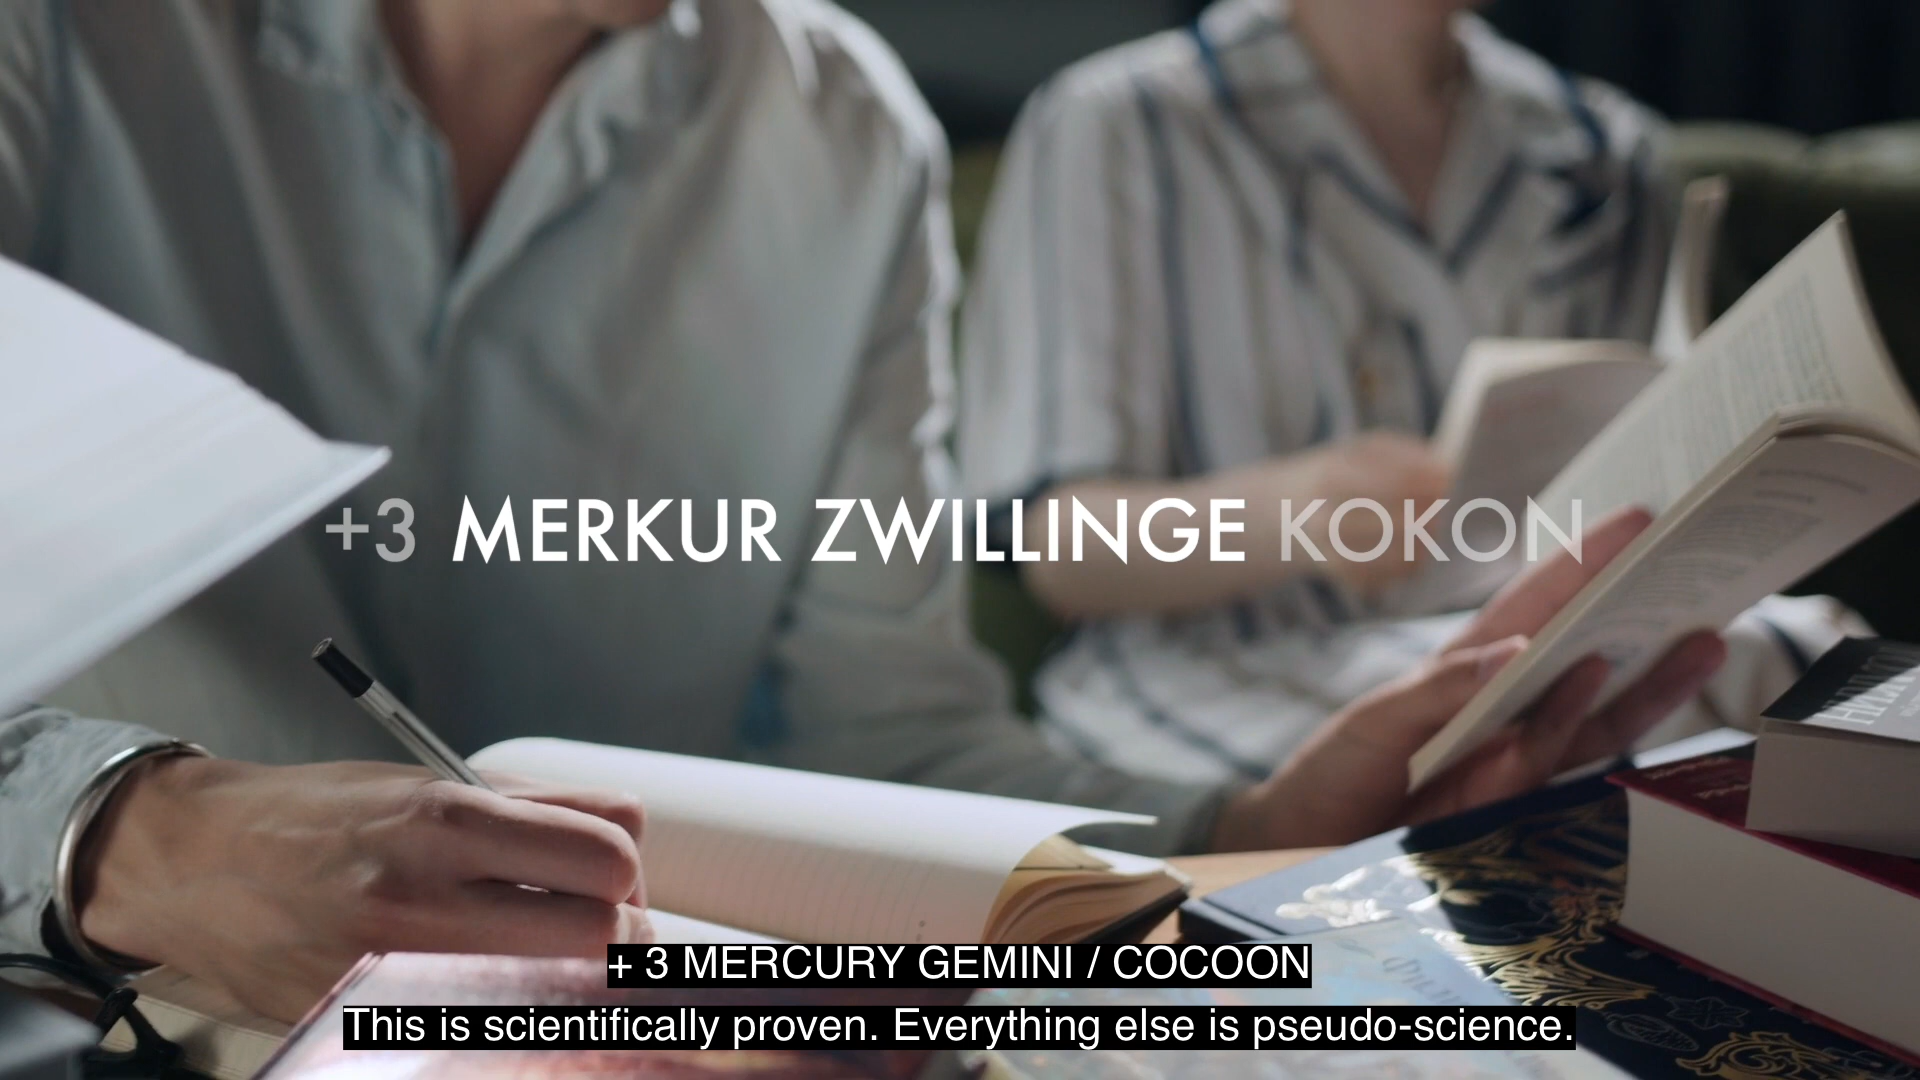 +3 MERKUR ZWILLINGE KOKON
+ 3 MERCURY GEMINI / COCOON
This is scientifically proven. Everything else is pseudo-science.